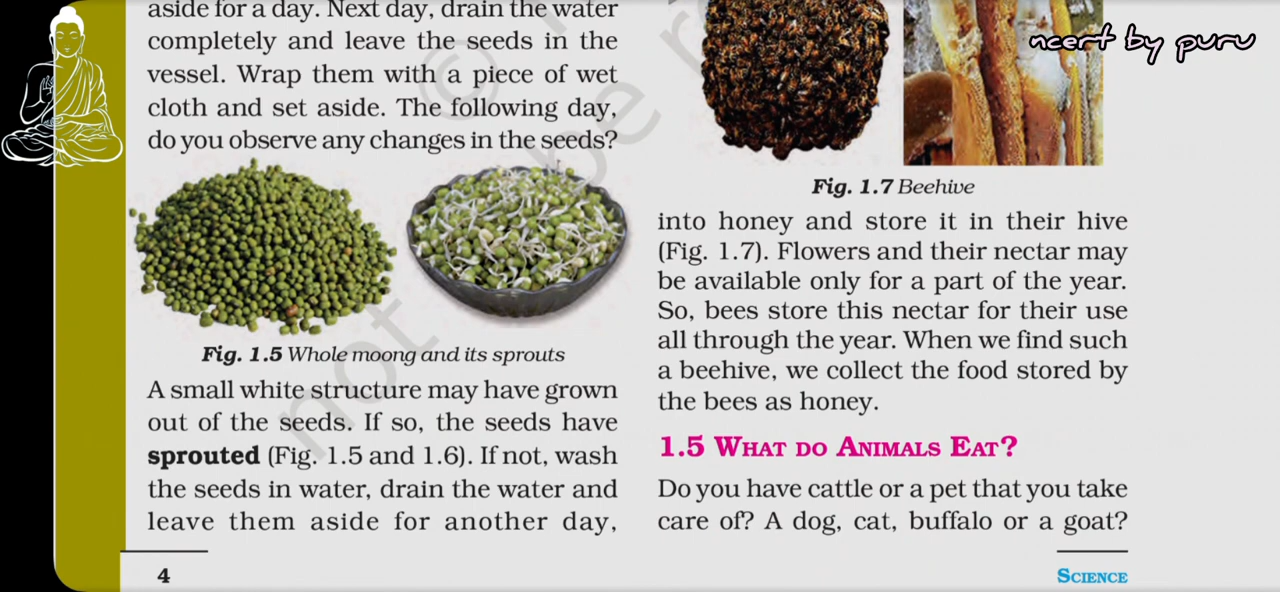 aside for a day. Next day, drain the water
completely and leave the seeds in the
vessel. Wrap them with a piece of wet
cloth and set aside. The following day,
do you observe any changes in the seeds?
Fig. 1.5 Whole moong and its sprouts
A small white structure may have grown
out of the seeds. If so, the seeds have
sprouted (Fig. 1.5 and 1.6). If not, wash
the seeds in water, drain the water and
leave them aside for another day,
4
ncert by puru
Fig. 1.7 Beehive
into honey and store it in their hive
(Fig. 1.7). Flowers and their nectar may
be available only for a part of the year.
So, bees store this nectar for their use
all through the year. When we find such
a beehive, we collect the food stored by
the bees as honey.
1.5 WHAT DO ANIMALS EAT?
Do you have cattle or a pet that you take
care of? A dog, cat, buffalo or a goat?
SCIENCE
©
not
be r